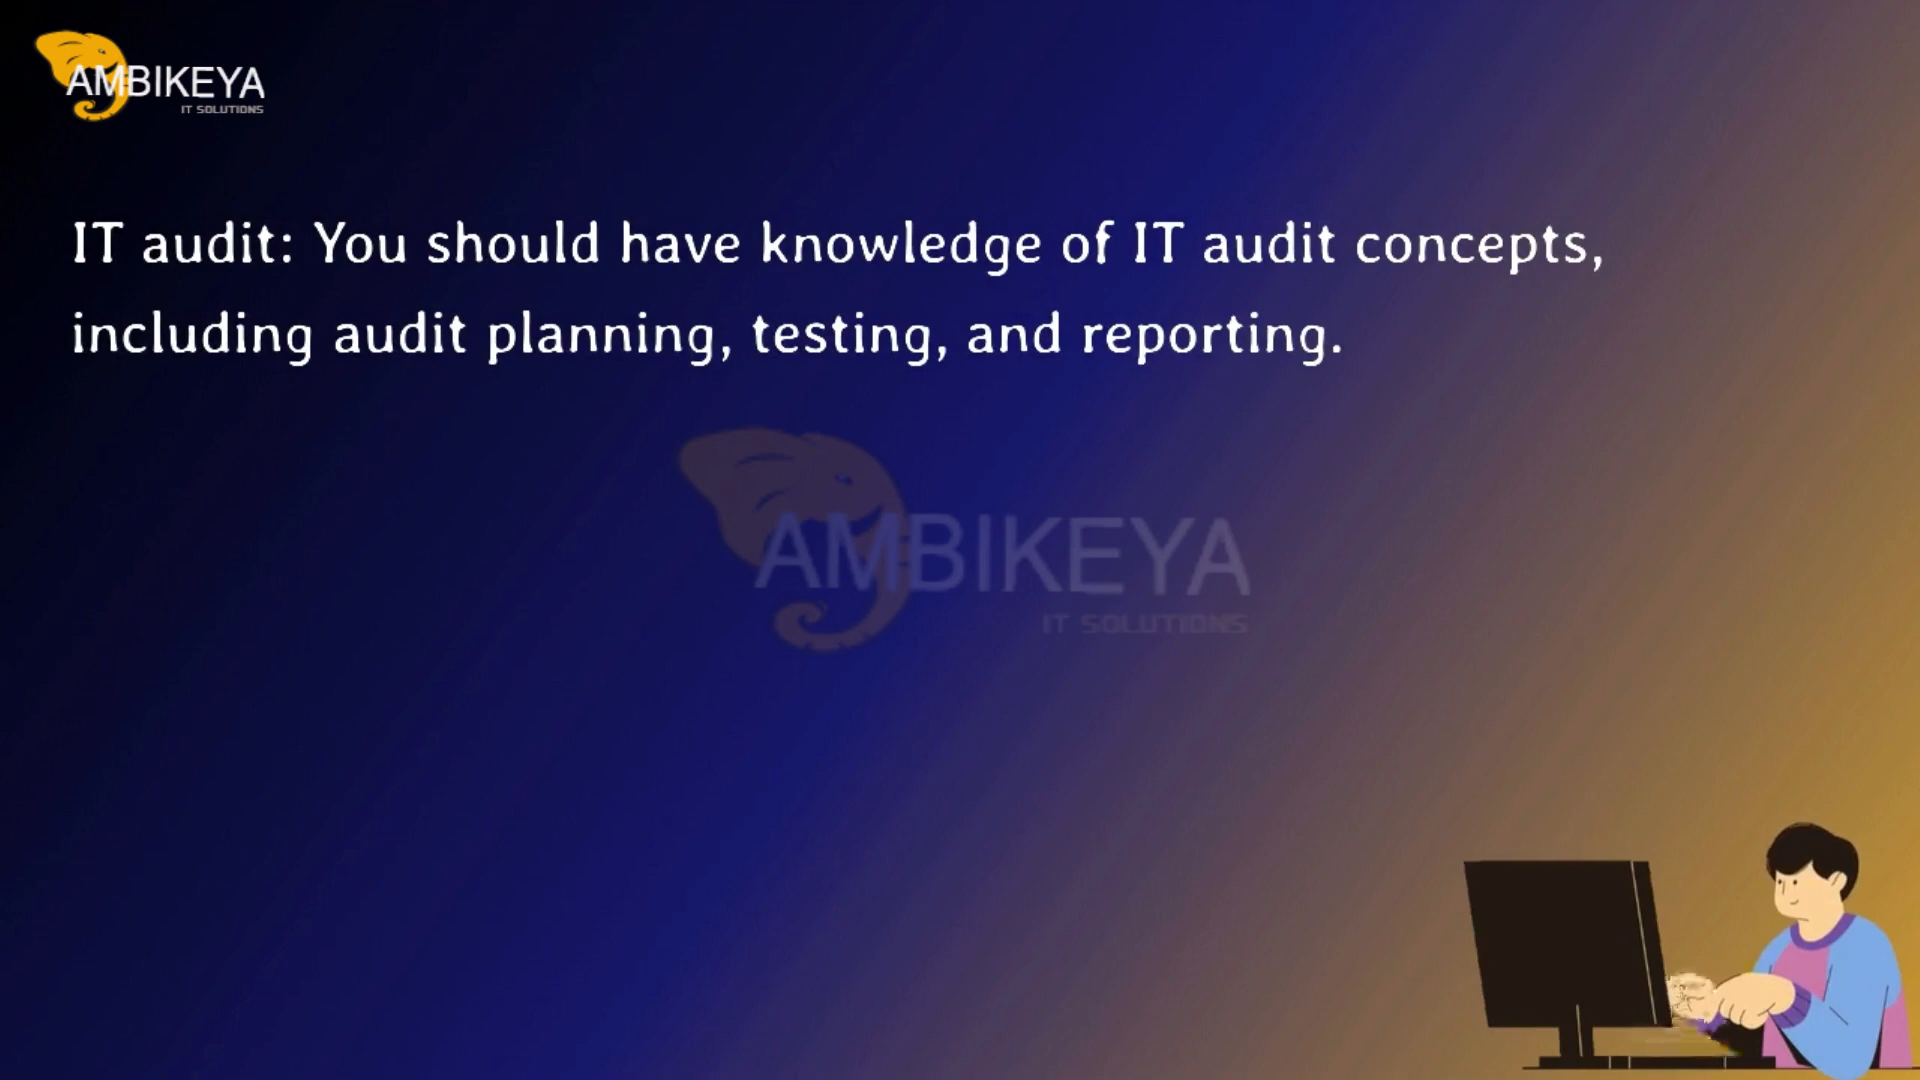 AMBIKEYA
IT SOLUTIONS
IT audit: You should have knowledge of IT audit concepts,
including audit planning, testing, and reporting.
AMBIKEYA
IT SOLUTIONS